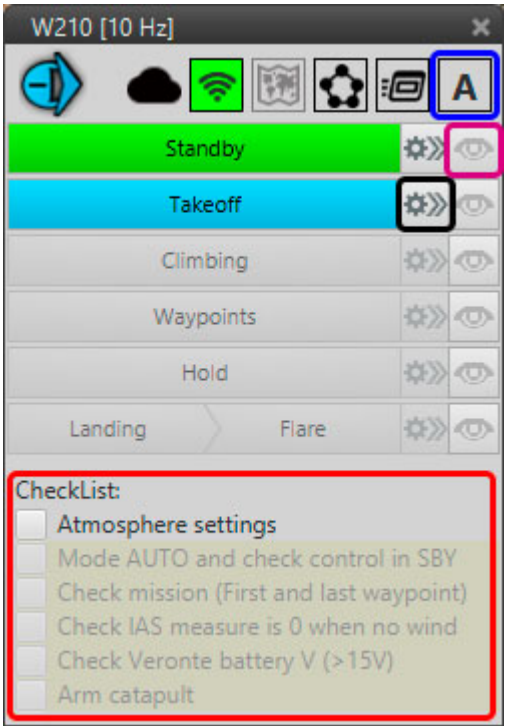 W210 [10 Hz]
A
Standby
Takeoff
Climbing
Waypoints
Hold
Landing Flare
CheckList:
Atmosphere settings
Mode AUTO and check control in SBY
Check mission (First and last waypoint)
Check IAS measure is 0 when no wind
Check Veronte battery V (>15V)
Arm catapult